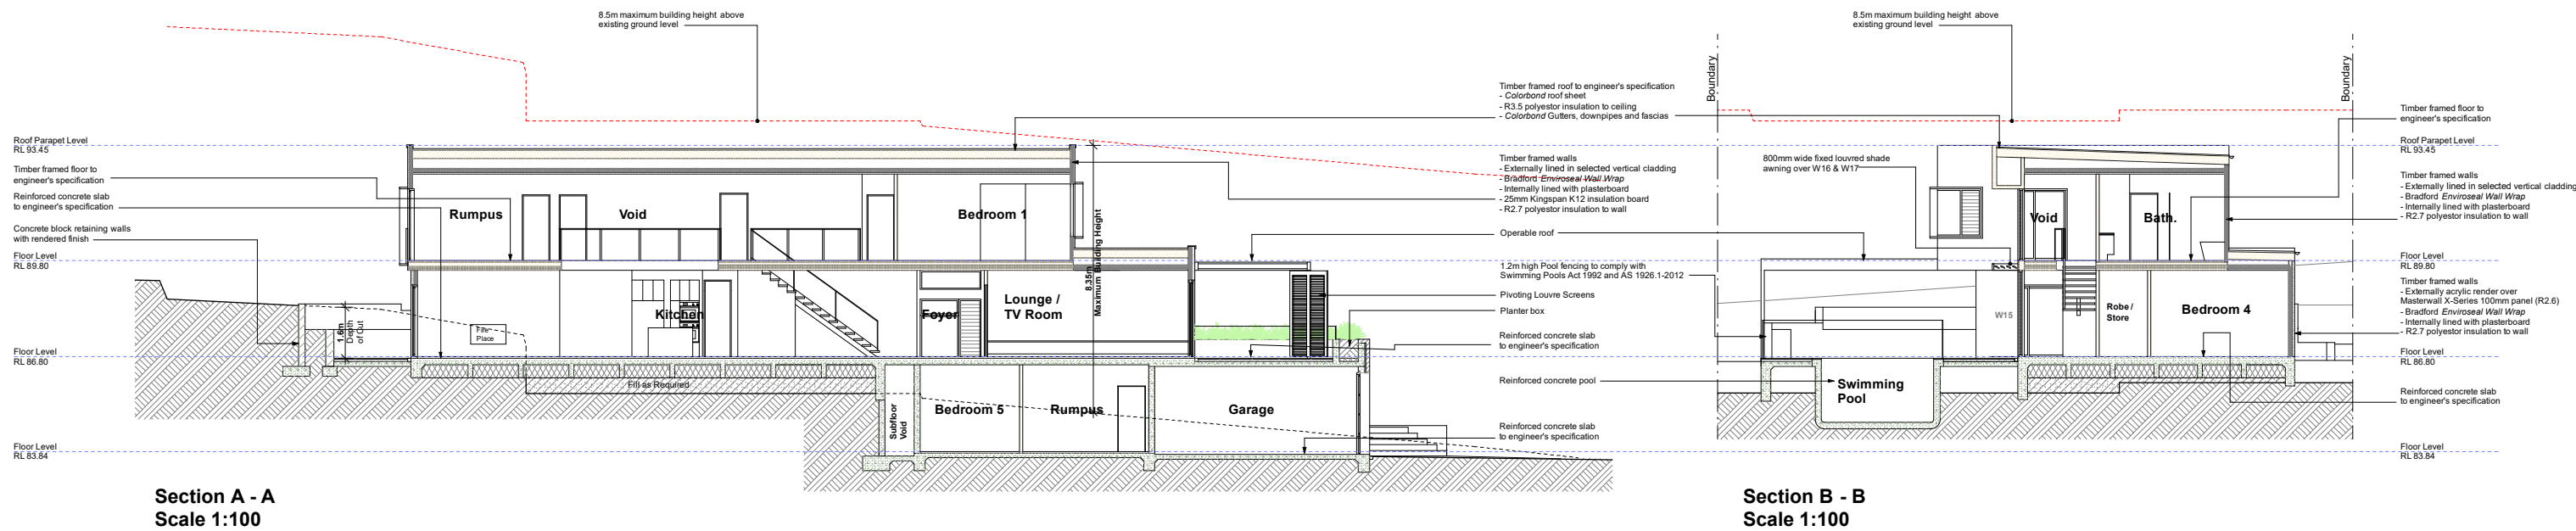 8.5m maximum building height above
existing ground level
Roof Parapet Level
RL 93.45
Timber framed floor to
engineer's specification
Reinforced concrete slab
to engineer's specification
Concrete block retaining walls
with rendered finish
Floor Level
RL 89.80
Floor Level
RL 86.80
Floor Level
RL 83.84
Rumpus
Void
Bedroom 1
8.35m
Maximum Building Height
1.6m
Depth
of Cut
Fire
Place
Kitchen
Foyer
Lounge /
TV Room
Fill as Required
Subfloor
Void
Bedroom 5
Rumpus
Garage
Section A - A
Scale 1:100
Timber framed roof to engineer's specification
- Colorbond roof sheet
- R3.5 polyestor insulation to ceiling
- Colorbond Gutters, downpipes and fascias
Timber framed walls
- Externally lined in selected vertical cladding
- Bradford Enviroseal Wall Wrap
- Internally lined with plasterboard
- 25mm Kingspan K12 insulation board
- R2.7 polyestor insulation to wall
Operable roof
1.2m high Pool fencing to comply with
Swimming Pools Act 1992 and AS 1926.1-2012
Pivoting Louvre Screens
Planter box
Reinforced concrete slab
to engineer's specification
Reinforced concrete pool
Reinforced concrete slab
to engineer's specification
8.5m maximum building height above
existing ground level
Boundary
Boundary
800mm wide fixed louvred shade
awning over W16 & W17
Void
Bath.
W15
Robe /
Store
Bedroom 4
Swimming
Pool
Section B - B
Scale 1:100
Timber framed floor to
engineer's specification
Roof Parapet Level
RL 93.45
Timber framed walls
- Externally lined in selected vertical cladding
- Bradford Enviroseal Wall Wrap
- Internally lined with plasterboard
- R2.7 polyestor insulation to wall
Floor Level
RL 89.80
Timber framed walls
- Externally acrylic render over
Masterwall X-Series 100mm panel (R2.6)
- Bradford Enviroseal Wall Wrap
- Internally lined with plasterboard
- R2.7 polyestor insulation to wall
Floor Level
RL 86.80
Reinforced concrete slab
to engineer's specification
Floor Level
RL 83.84